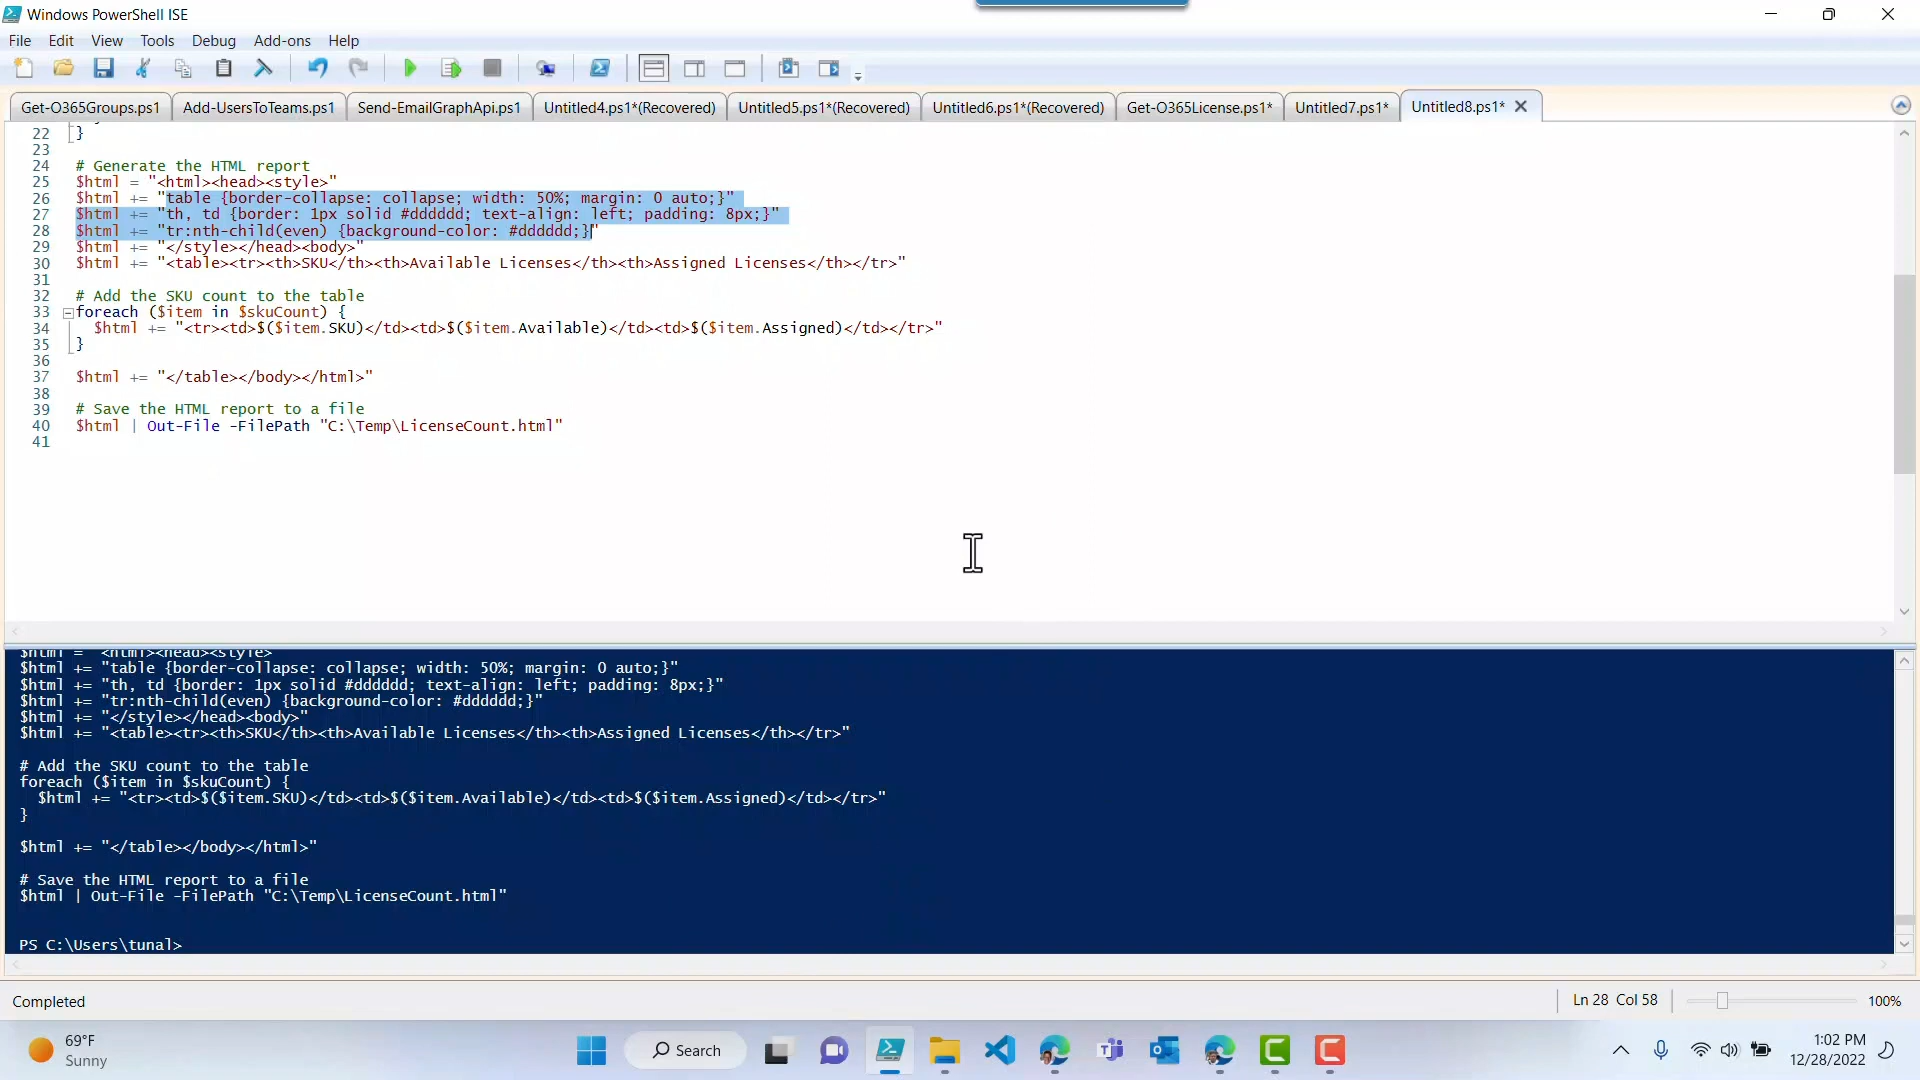 Windows PowerShell ISE
File Edit View Tools Debug Add-ons Help
Get-O365Groups.ps1 Add-UsersToTeams.ps1 Send-EmailGraphApi.ps1 Untitled4.ps1*(Recovered) Untitled5.ps1*(Recovered) Untitled6.ps1*(Recovered) Get-O365License.ps1* Untitled7.ps1* Untitled8.ps1*
22 }
23
24 # Generate the HTML report
25 $html = "<html><head><style>"
26 $html += "table {border-collapse: collapse; width: 50%; margin: 0 auto;}"
27 $html += "th, td {border: 1px solid #dddddd; text-align: left; padding: 8px;}"
28 $html += "tr:nth-child(even) {background-color: #dddddd;}"
29 $html += "</style></head><body>"
30 $html += "<table><tr><th>SKU</th><th>Available Licenses</th><th>Assigned Licenses</th></tr>"
31
32 # Add the SKU count to the table
33 foreach ($item in $skuCount) {
34 $html += "<tr><td>$($item.SKU)</td><td>$($item.Available)</td><td>$($item.Assigned)</td></tr>"
35 }
36
37 $html += "</table></body></html>"
38
39 # Save the HTML report to a file
40 $html | Out-File -FilePath "C:\Temp\LicenseCount.html"
41
$html = "<html><head><style>"
$html += "table {border-collapse: collapse; width: 50%; margin: 0 auto;}"
$html += "th, td {border: 1px solid #dddddd; text-align: left; padding: 8px;}"
$html += "tr:nth-child(even) {background-color: #dddddd;}"
$html += "</style></head><body>"
$html += "<table><tr><th>SKU</th><th>Available Licenses</th><th>Assigned Licenses</th></tr>"
# Add the SKU count to the table
foreach ($item in $skuCount) {
$html += "<tr><td>$($item.SKU)</td><td>$($item.Available)</td><td>$($item.Assigned)</td></tr>"
}
$html += "</table></body></html>"
# Save the HTML report to a file
$html | Out-File -FilePath "C:\Temp\LicenseCount.html"
PS C:\Users\tunal>
Completed Ln 28 Col 58 100%
69°F
Sunny
Search
1:02 PM
12/28/2022